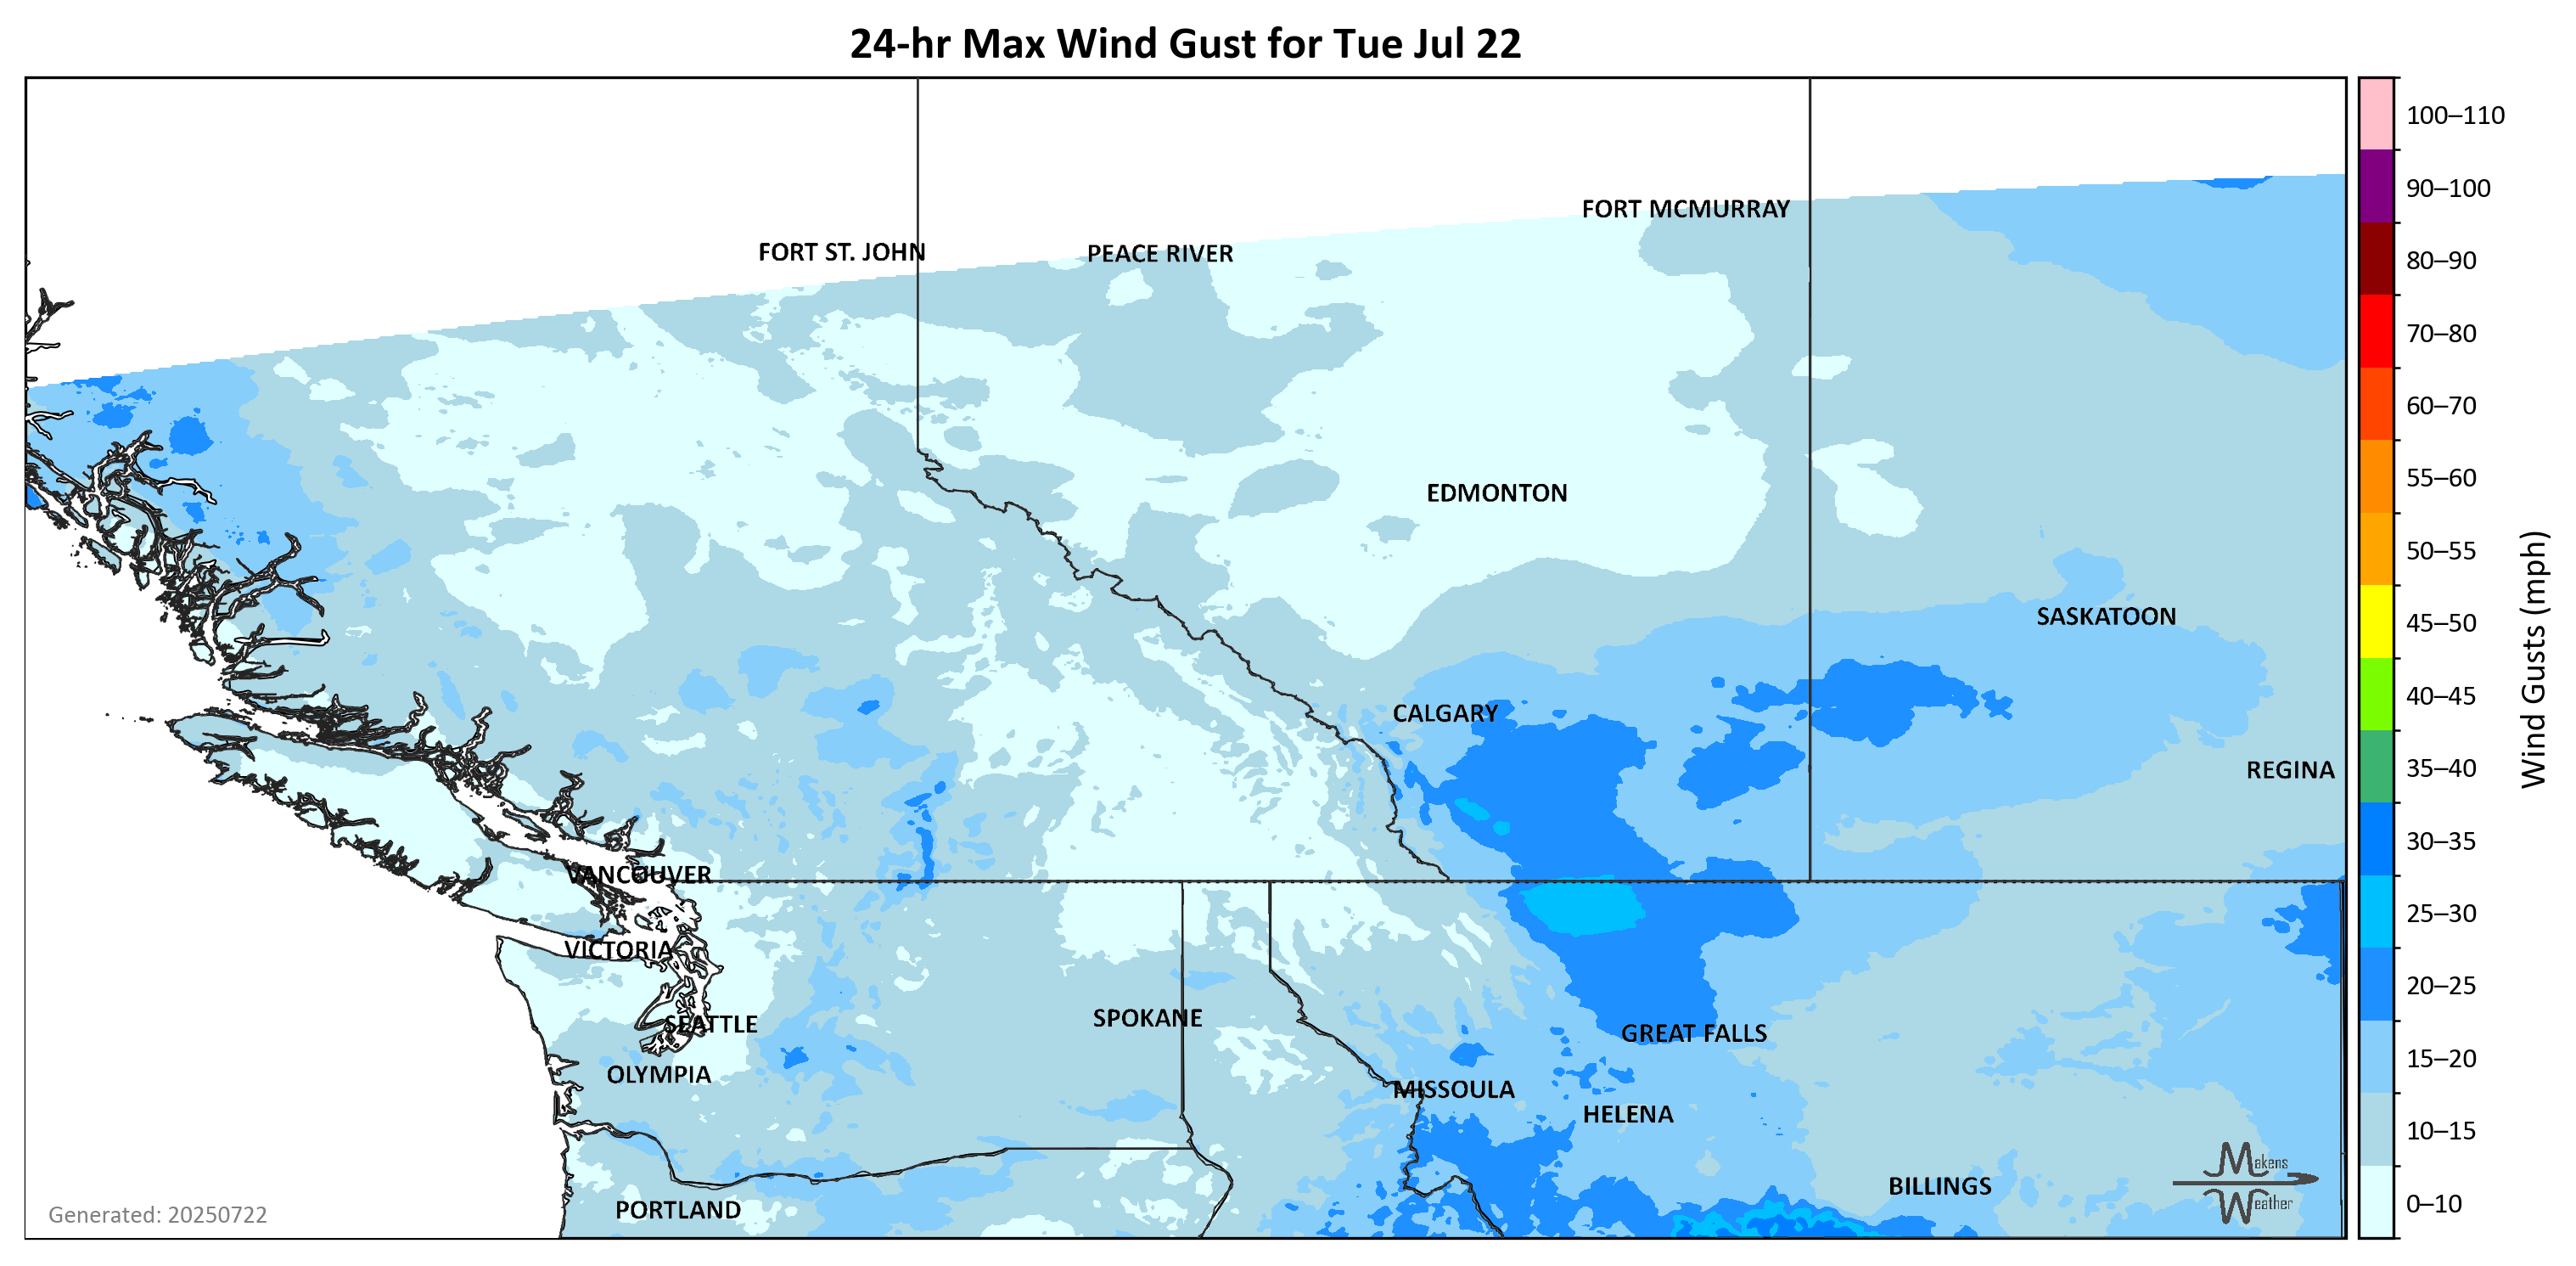 24-hr Max Wind Gust for Tue Jul 22
100–110
90–100
80–90
70–80
60–70
55–60
50–55
45–50
40–45
35–40
30–35
25–30
20–25
15–20
10–15
0–10
Wind Gusts (mph)
FORT MCMURRAY
FORT ST. JOHN
PEACE RIVER
EDMONTON
SASKATOON
CALGARY
REGINA
VANCOUVER
VICTORIA
SEATTLE
SPOKANE
GREAT FALLS
OLYMPIA
MISSOULA
HELENA
BILLINGS
PORTLAND
Makens
Weather
Generated: 20250722